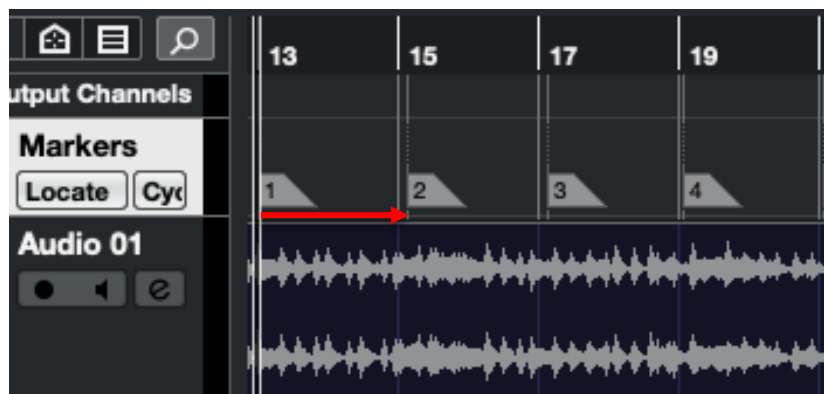 13 15 17 19
utput Channels
Markers
Locate Cyc
1 2 3 4
Audio 01
e